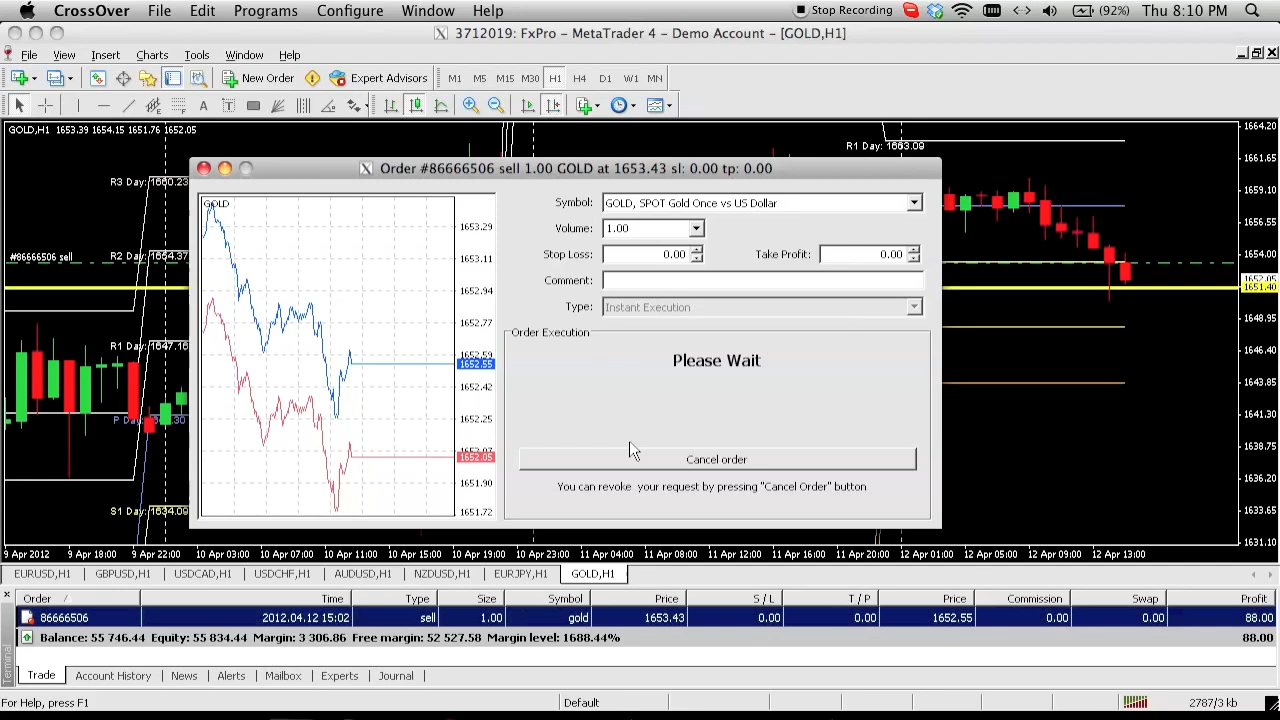 CrossOver File Edit Programs Configure Window Help Stop Recording (92%) Thu 8:10 PM
3712019: FxPro - MetaTrader 4 - Demo Account - [GOLD,H1]
File View Insert Charts Tools Window Help
New Order Expert Advisors M1 M5 M15 M30 H1 H4 D1 W1 MN
A T
GOLD,H1 1653.39 1654.15 1651.76 1652.05
R3 Day: 1660.23
#86666506 sell
R2 Day: 1654.37
R1 Day: 1647.16
P Day:
S1 Day: 1634.09
R1 Day: 1663.09
1664.20
1661.65
1659.10
1656.55
1654.00
1652.05
1651.40
1648.95
1646.40
1643.85
1641.30
1638.75
1636.20
1633.65
1631.10
Order #86666506 sell 1.00 GOLD at 1653.43 sl: 0.00 tp: 0.00
GOLD
1653.29
1653.11
1652.94
1652.77
1652.59
1652.55
1652.42
1652.25
1652.07
1652.05
1651.90
1651.72
Symbol: GOLD, SPOT Gold Once vs US Dollar
Volume: 1.00
Stop Loss: 0.00 Take Profit: 0.00
Comment:
Type: Instant Execution
Order Execution
Please Wait
Cancel order
You can revoke your request by pressing "Cancel Order" button
9 Apr 2012 9 Apr 18:00 9 Apr 22:00 10 Apr 03:00 10 Apr 07:00 10 Apr 11:00 10 Apr 15:00 10 Apr 19:00 10 Apr 23:00 11 Apr 04:00 11 Apr 08:00 11 Apr 12:00 11 Apr 16:00 11 Apr 20:00 12 Apr 01:00 12 Apr 05:00 12 Apr 09:00 12 Apr 13:00
EURUSD,H1 GBPUSD,H1 USDCAD,H1 USDCHF,H1 AUDUSD,H1 NZDUSD,H1 EURJPY,H1 GOLD,H1
Order Time Type Size Symbol Price S / L T / P Price Commission Swap Profit
86666506 2012.04.12 15:02 sell 1.00 gold 1653.43 0.00 0.00 1652.55 0.00 0.00 88.00
Balance: 55 746.44 Equity: 55 834.44 Margin: 3 306.86 Free margin: 52 527.58 Margin level: 1688.44% 88.00
Terminal
Trade Account History News Alerts Mailbox Experts Journal
For Help, press F1 Default 2787/3 kb